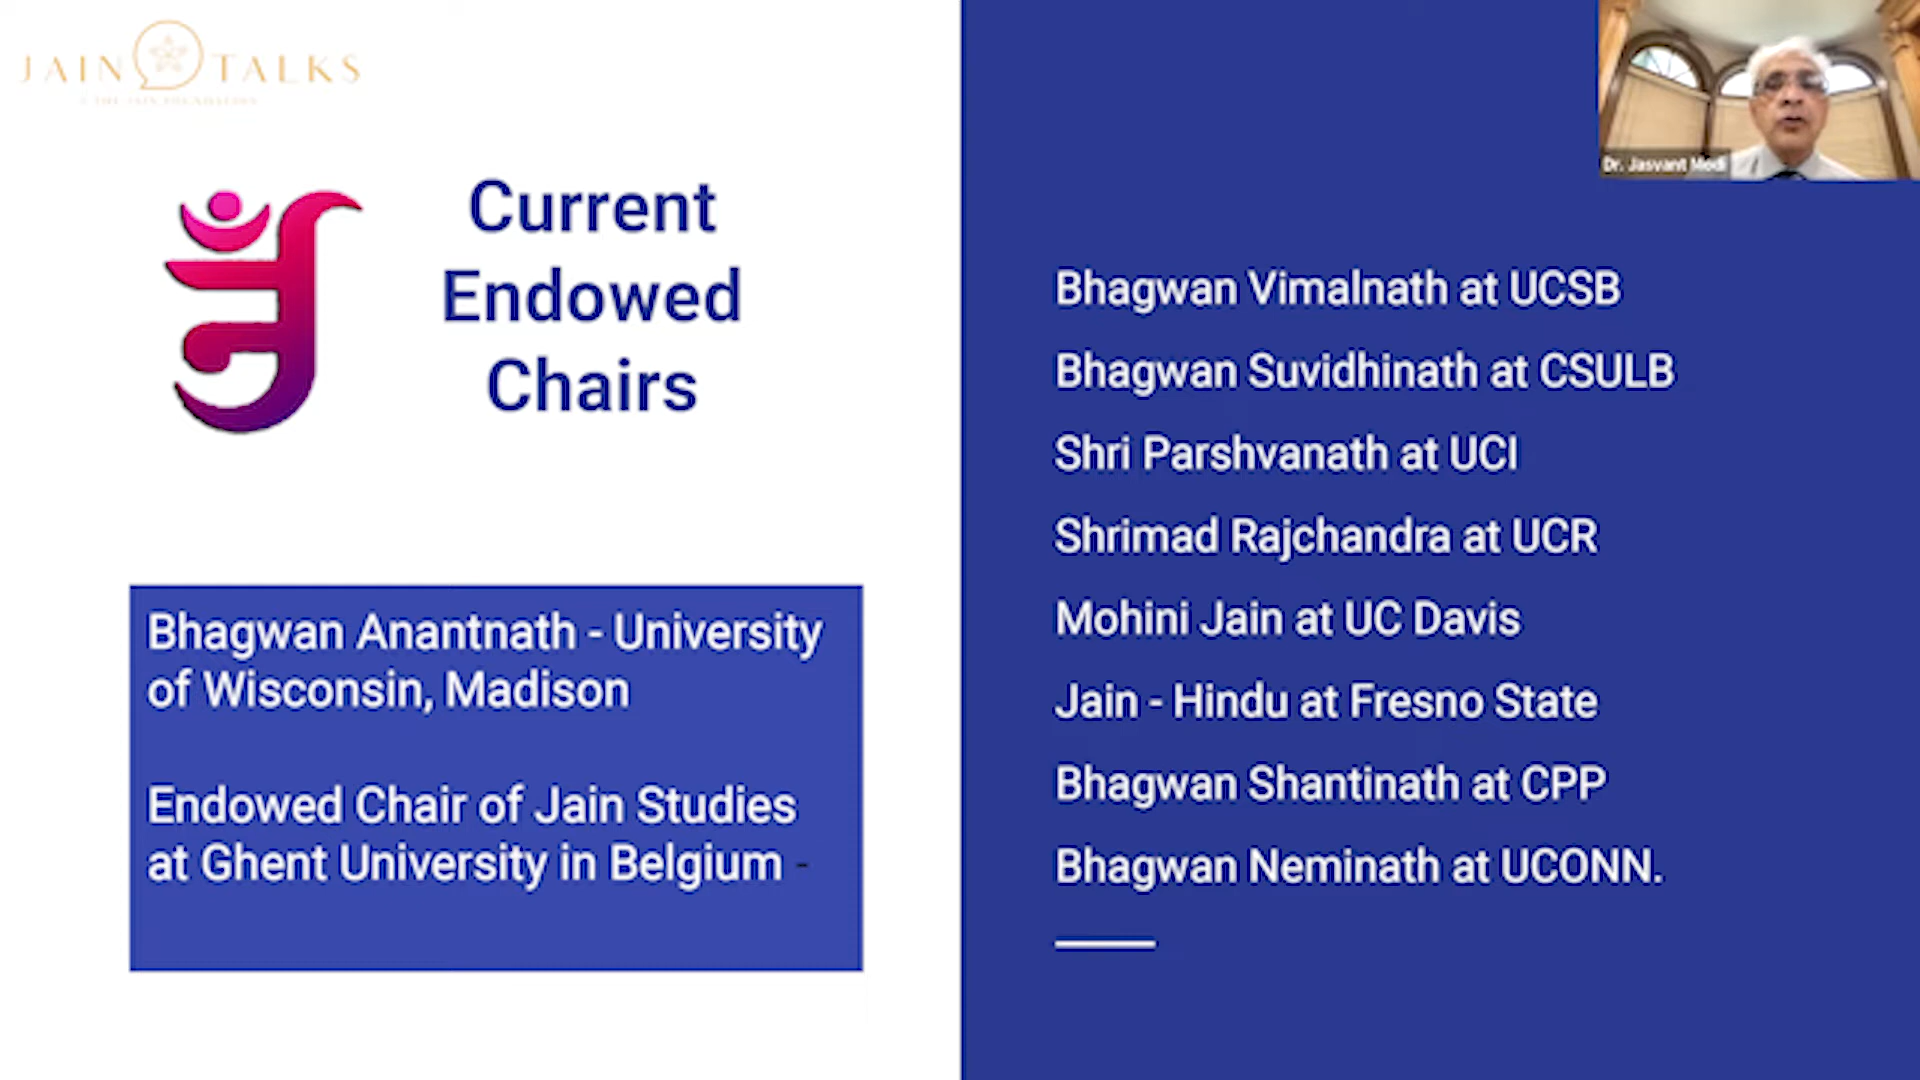 JAIN TALKS
Current
Endowed
Chairs
Bhagwan Anantnath - University
of Wisconsin, Madison
Endowed Chair of Jain Studies
at Ghent University in Belgium -
Bhagwan Vimalnath at UCSB
Bhagwan Suvidhinath at CSULB
Shri Parshvanath at UCI
Shrimad Rajchandra at UCR
Mohini Jain at UC Davis
Jain - Hindu at Fresno State
Bhagwan Shantinath at CPP
Bhagwan Neminath at UCONN.
Dr. Jasvant Modi